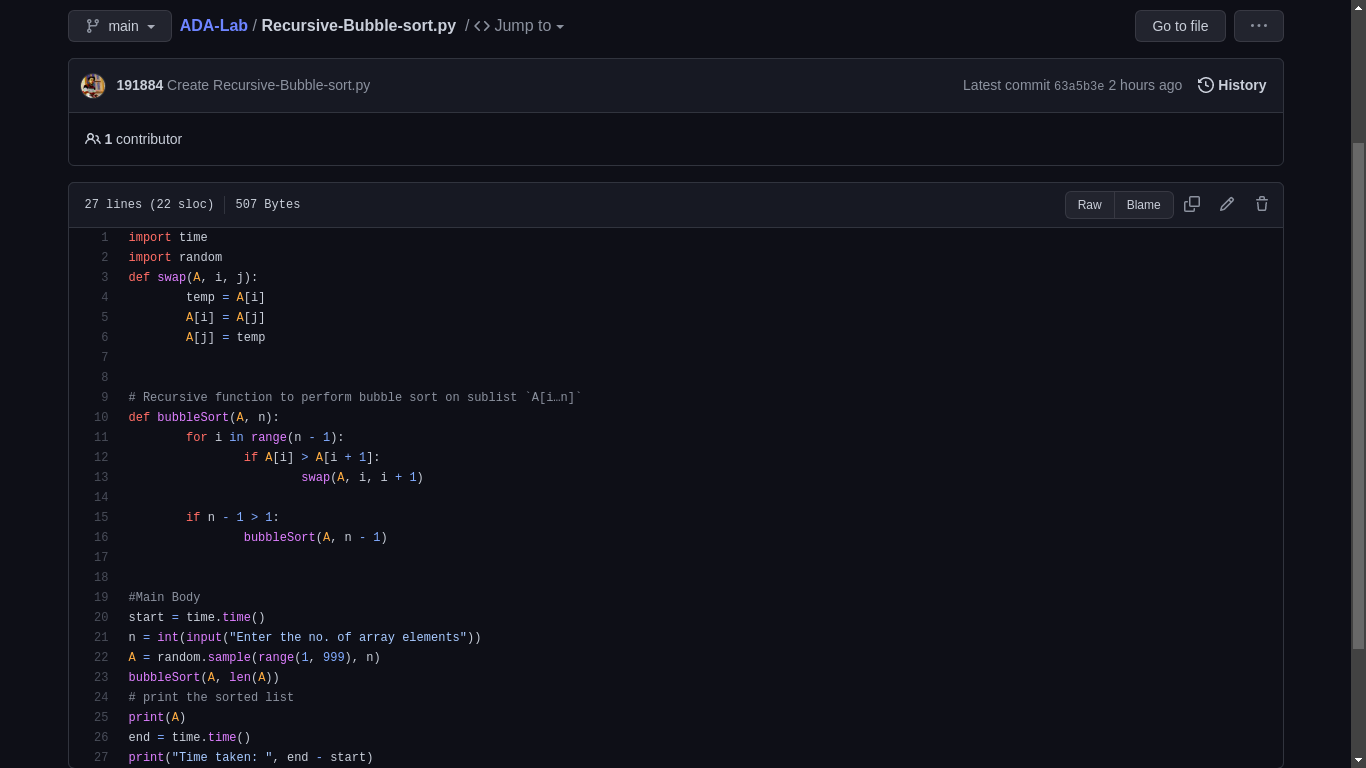 main ADA-Lab / Recursive-Bubble-sort.py / <> Jump to Go to file ...
191884 Create Recursive-Bubble-sort.py Latest commit 63a5b3e 2 hours ago History
1 contributor
27 lines (22 sloc) 507 Bytes Raw Blame
1 import time
2 import random
3 def swap(A, i, j):
4         temp = A[i]
5         A[i] = A[j]
6         A[j] = temp
7
8
9 # Recursive function to perform bubble sort on sublist `A[i…n]`
10 def bubbleSort(A, n):
11         for i in range(n - 1):
12                 if A[i] > A[i + 1]:
13                         swap(A, i, i + 1)
14
15         if n - 1 > 1:
16                 bubbleSort(A, n - 1)
17
18
19 #Main Body
20 start = time.time()
21 n = int(input("Enter the no. of array elements"))
22 A = random.sample(range(1, 999), n)
23 bubbleSort(A, len(A))
24 # print the sorted list
25 print(A)
26 end = time.time()
27 print("Time taken: ", end - start)